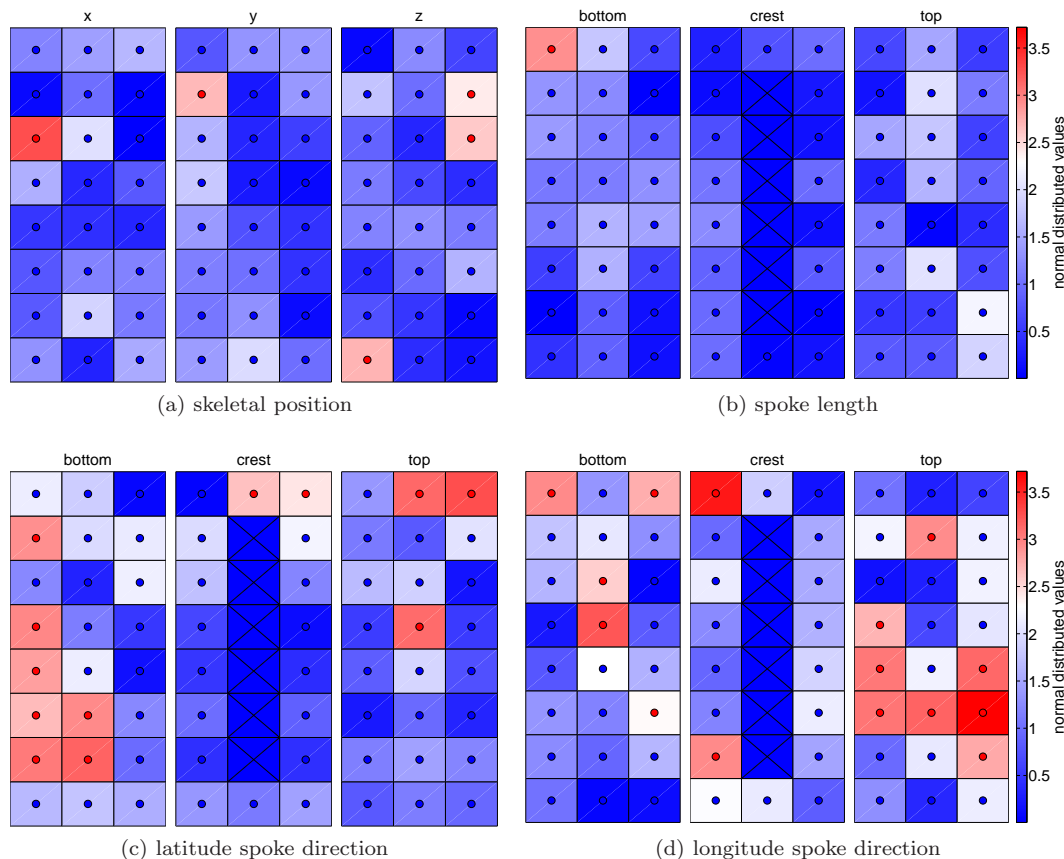 x y z
bottom crest top
3.5
3
2.5
2
1.5
1
0.5
normal distributed values
(a) skeletal position
(b) spoke length
bottom crest top
bottom crest top
3.5
3
2.5
2
1.5
1
0.5
normal distributed values
(c) latitude spoke direction
(d) longitude spoke direction